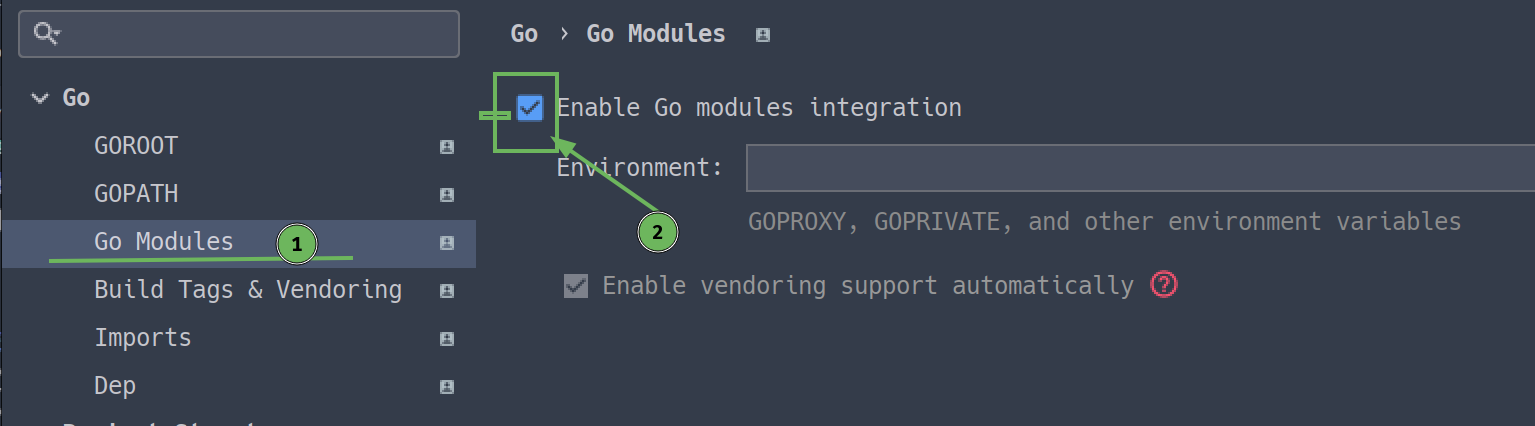 Go
GOROOT
GOPATH
Go Modules 1
Build Tags & Vendoring
Imports
Dep
Go › Go Modules
Enable Go modules integration
Environment:
2
GOPROXY, GOPRIVATE, and other environment variables
Enable vendoring support automatically ?